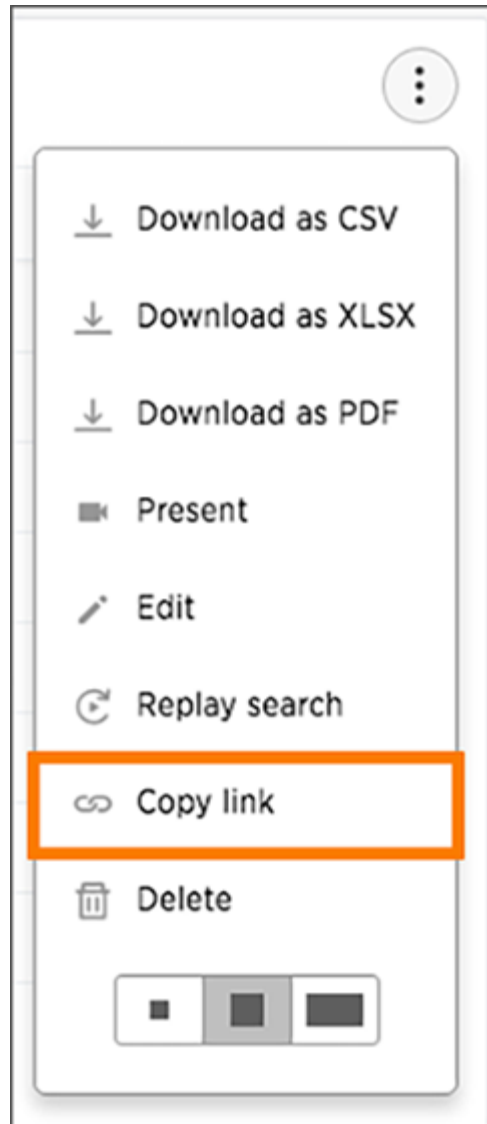 Download as CSV
Download as XLSX
Download as PDF
Present
Edit
Replay search
Copy link
Delete